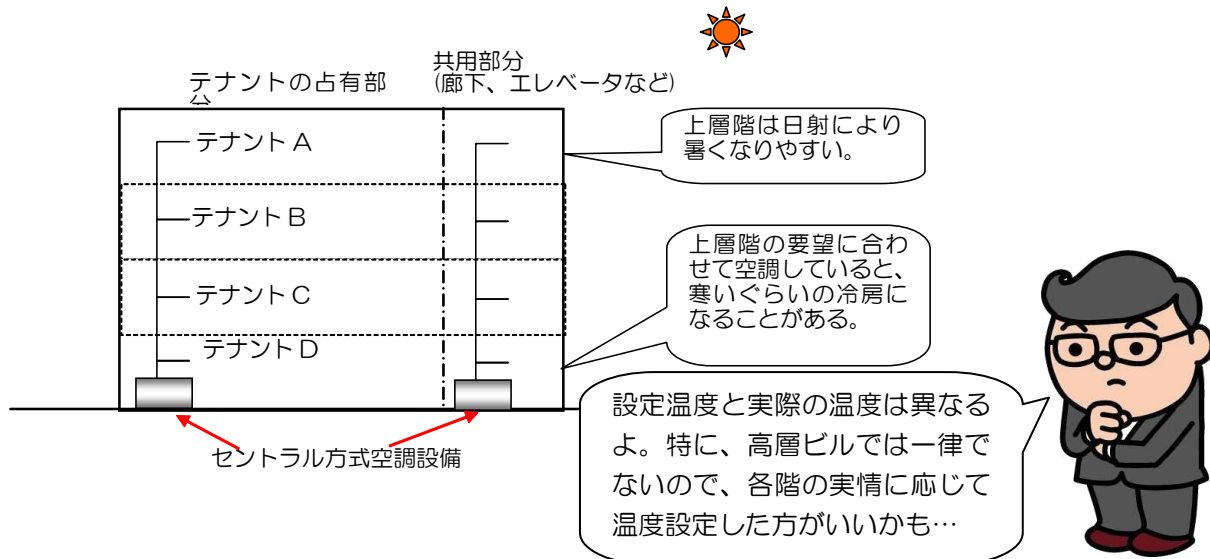 共用部分
テナントの占有部分
(廊下、エレベータなど)
テナント A
テナント B
テナント C
テナント D
セントラル方式空調設備
上層階は日射により
暑くなりやすい。
上層階の要望に合わ
せて空調していると、
寒いぐらいの冷房に
なることがある。
設定温度と実際の温度は異なる
よ。特に、高層ビルでは一律で
ないので、各階の実情に応じて
温度設定した方がいいかも…